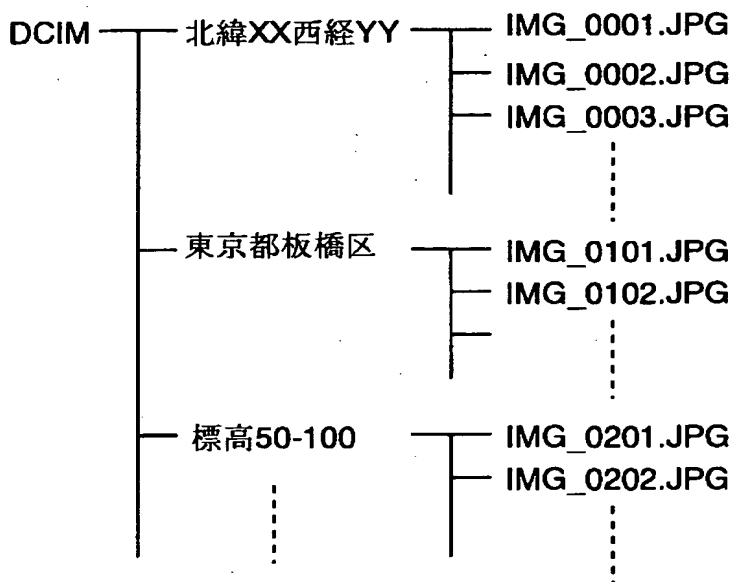 DCIM 北緯XX西経YY IMG_0001.JPG
IMG_0002.JPG
IMG_0003.JPG
東京都板橋区 IMG_0101.JPG
IMG_0102.JPG
標高50-100 IMG_0201.JPG
IMG_0202.JPG